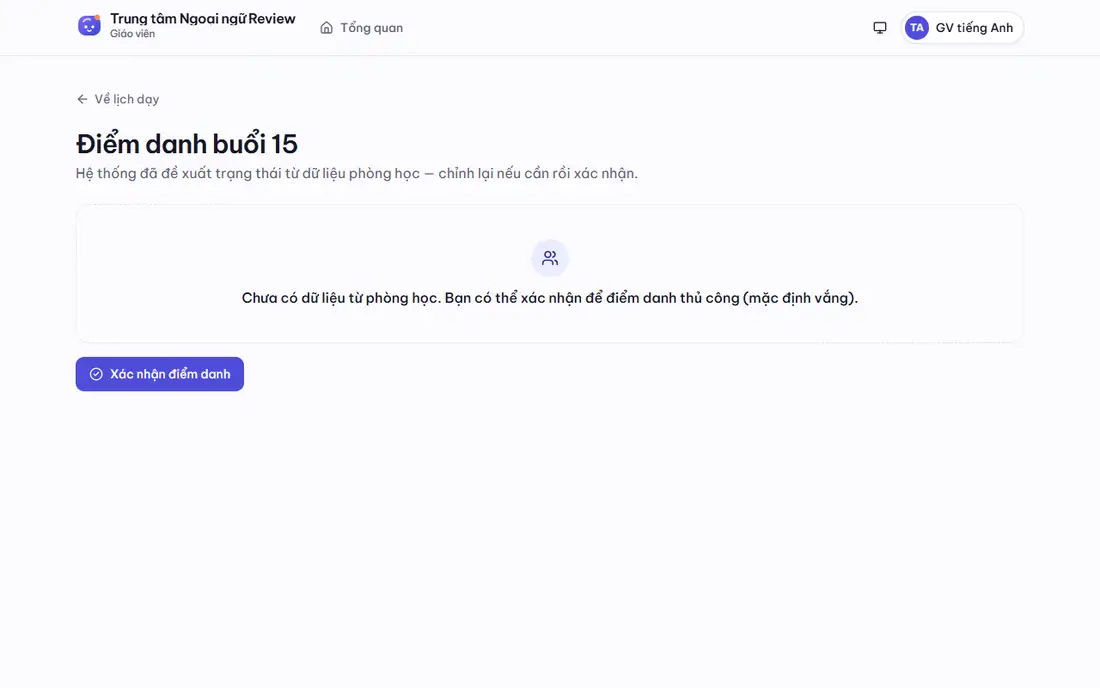 Trung tâm Ngoại ngữ Review
Giáo viên
Tổng quan
TA
GV tiếng Anh
← Về lịch dạy
Điểm danh buổi 15
Hệ thống đã đề xuất trạng thái từ dữ liệu phòng học — chỉnh lại nếu cần rồi xác nhận.
Chưa có dữ liệu từ phòng học. Bạn có thể xác nhận để điểm danh thủ công (mặc định vắng).
Xác nhận điểm danh